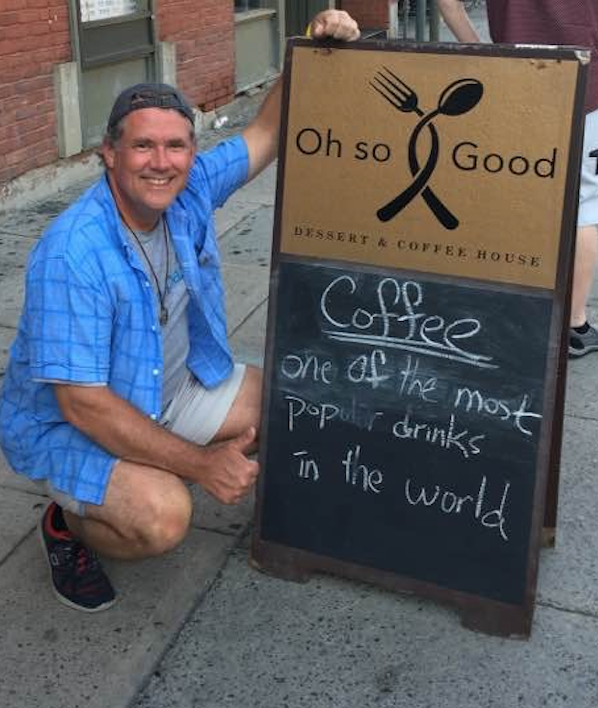 Oh so Good
DESSERT & COFFEE HOUSE
Coffee
one of the most
popular drinks
in the world